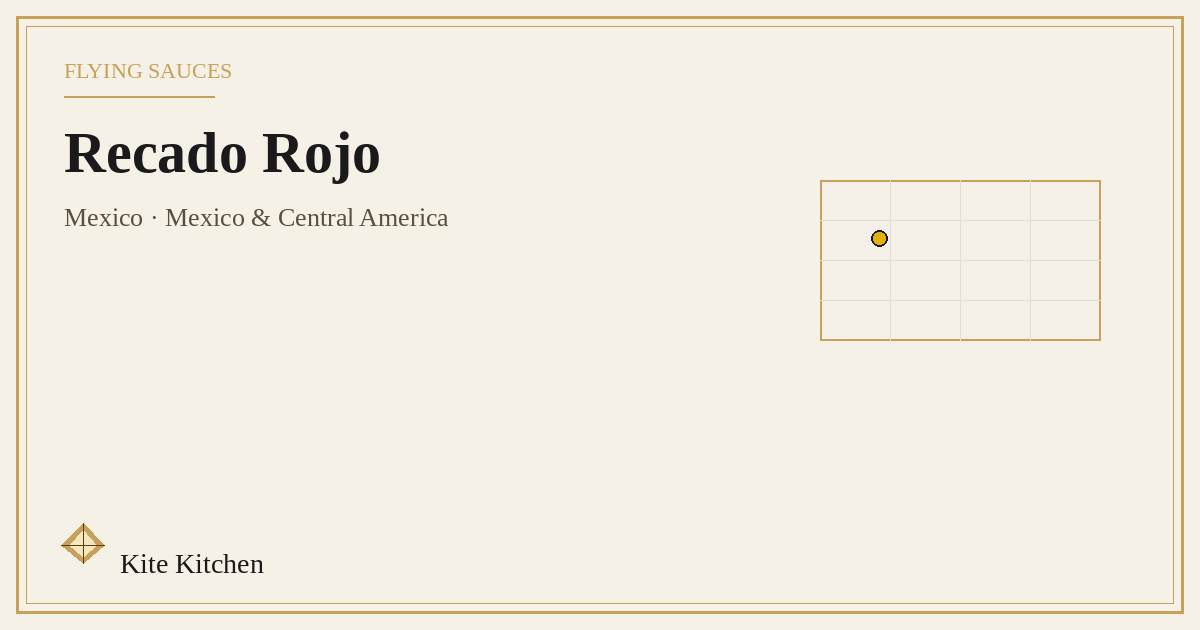 FLYING SAUCES
Recado Rojo
Mexico · Mexico & Central America
Kite Kitchen